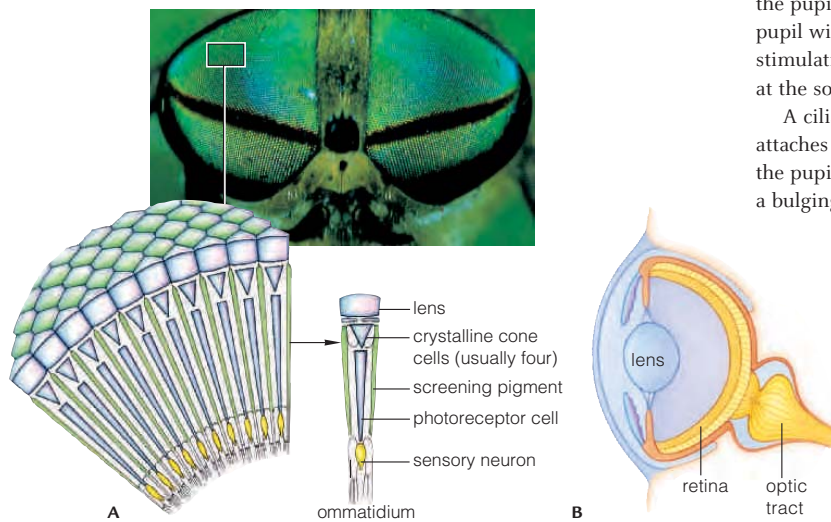 the pupi
pupil wi
stimulati
at the so
A cili
attaches
the pupi
a bulging
lens
crystalline cone
cells (usually four)
screening pigment
photoreceptor cell
sensory neuron
ommatidium
A
lens
retina
optic
tract
B